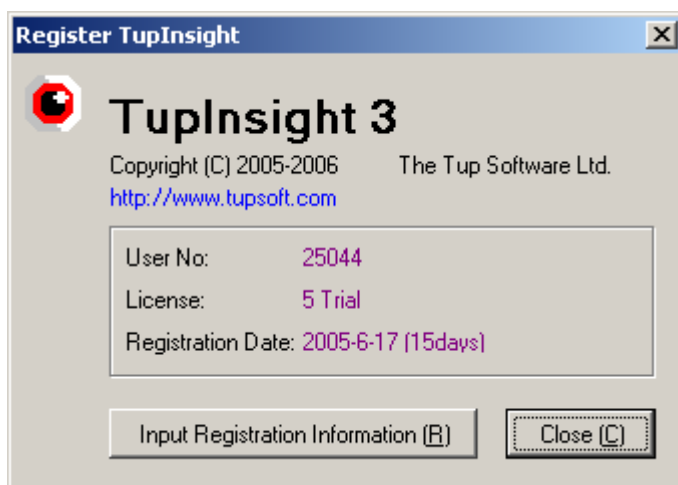 Register TupInsight
TupInsight 3
Copyright (C) 2005-2006 The Tup Software Ltd.
http://www.tupsoft.com
User No: 25044
License: 5 Trial
Registration Date: 2005-6-17 (15days)
Input Registration Information (R) Close (C)